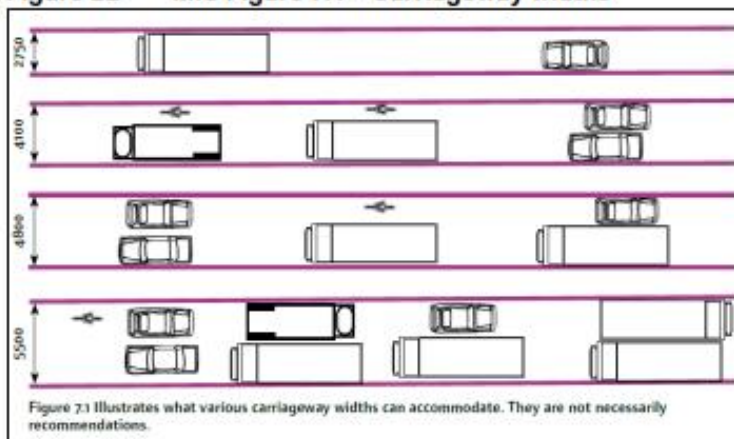 2750
4100
4800
5500
Figure 7.1 Illustrates what various carriageway widths can accommodate. They are not necessarily
recommendations.